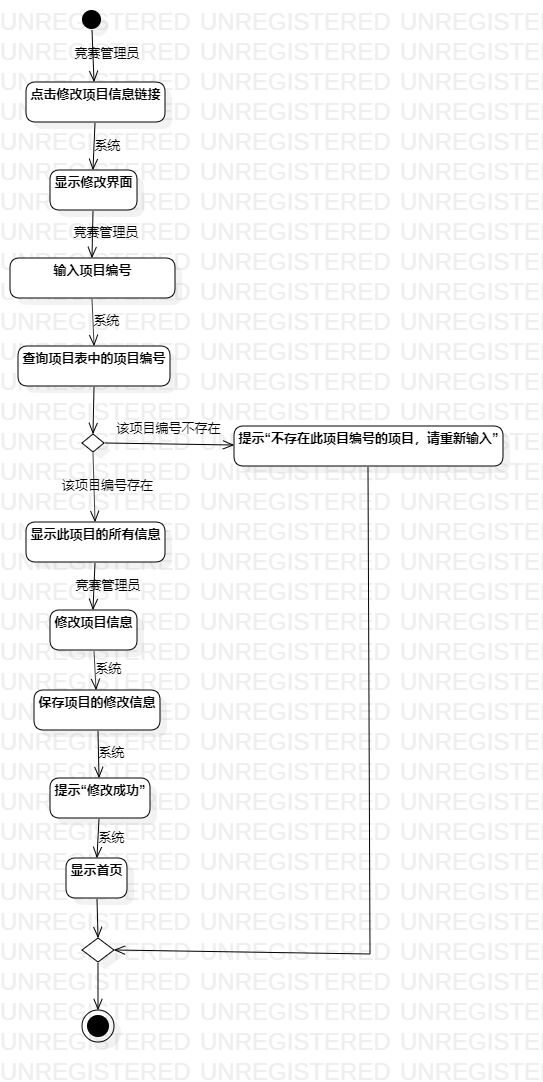 竞赛管理员
点击修改项目信息链接
系统
显示修改界面
竞赛管理员
输入项目编号
系统
查询项目表中的项目编号
该项目编号不存在
提示“不存在此项目编号的项目，请重新输入”
该项目编号存在
显示此项目的所有信息
竞赛管理员
修改项目信息
系统
保存项目的修改信息
系统
提示“修改成功”
系统
显示首页